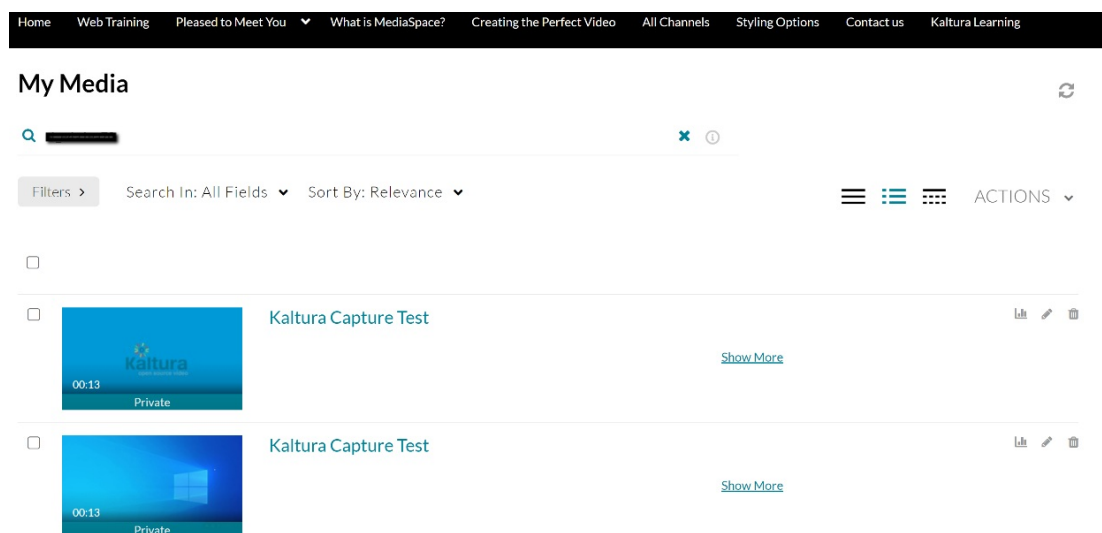 Home Web Training Pleased to Meet You What is MediaSpace? Creating the Perfect Video All Channels Styling Options Contact us Kaltura Learning
My Media
Filters > Search In: All Fields Sort By: Relevance ACTIONS
Kaltura Capture Test
Kaltura
Show More
00:13
Private
Kaltura Capture Test
Show More
00:13
Private